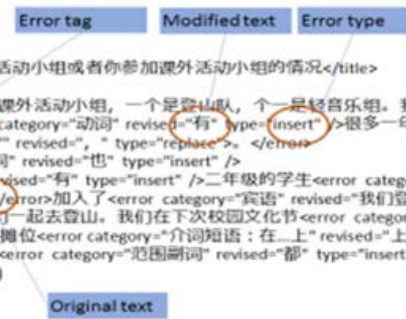 Error tag
Modified text
Error type
活动小组或者你参加课外活动小组的情况</title>
课外活动小组，一个是登山队，个一是轻音乐组。我
category="动词" revised="有" type="insert" />很多一年
" revised="，" type="replace">。</error>
词" revised="也" type="insert" />
vised="有" type="insert" />二年级的学生<error categ
/error>加入了<error category="宾语" revised="我们登
一起去登山。我们在下次校园文化节<error categor
摊位<error category="介词短语：在...上" revised="上
<error category="范围副词" revised="都" type="insert
Original text